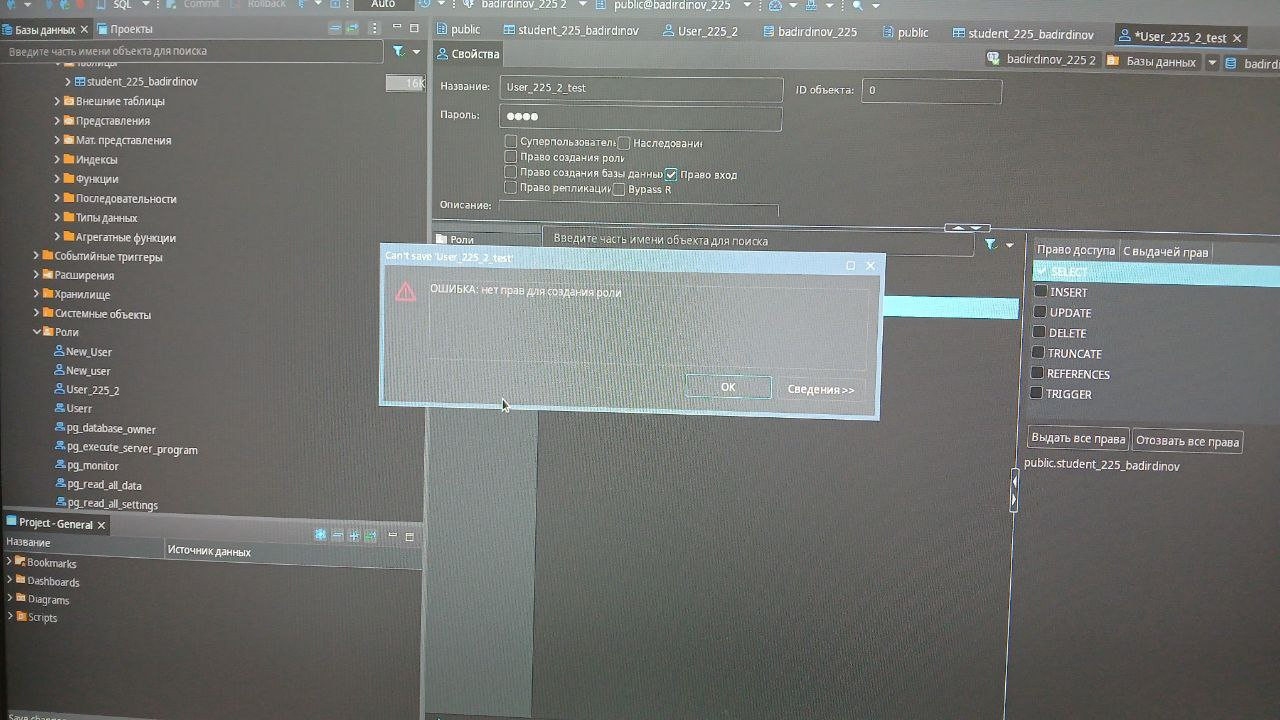 SQL Commit Rollback Auto badirdinov_225 2 public@badirdinov_225
Базы данных Проекты
public student_225_badirdinov User_225_2 badirdinov_225 public student_225_badirdinov *User_225_2_test
Введите часть имени объекта для поиска
Свойства
badirdinov_225 2 Базы данных badirdi
Таблицы
student_225_badirdinov 16K
Внешние таблицы
Представления
Мат. представления
Индексы
Функции
Последовательности
Типы данных
Агрегатные функции
Событийные триггеры
Расширения
Хранилище
Системные объекты
Роли
New_User
New_user
User_225_2
Userr
pg_database_owner
pg_execute_server_program
pg_monitor
pg_read_all_data
pg_read_all_settings
Название: User_225_2_test ID объекта: 0
Пароль: ●●●●
Суперпользователь Наследование
Право создания роли
Право создания базы данных Право вход
Право репликации Bypass R
Описание:
Роли
Введите часть имени объекта для поиска
Can't save 'User_225_2_test'
ОШИБКА: нет прав для создания роли
OK Сведения >>
Право доступа С выдачей прав
SELECT
INSERT
UPDATE
DELETE
TRUNCATE
REFERENCES
TRIGGER
Выдать все права Отозвать все права
public.student_225_badirdinov
Project - General
Название Источник данных
Bookmarks
Dashboards
Diagrams
Scripts